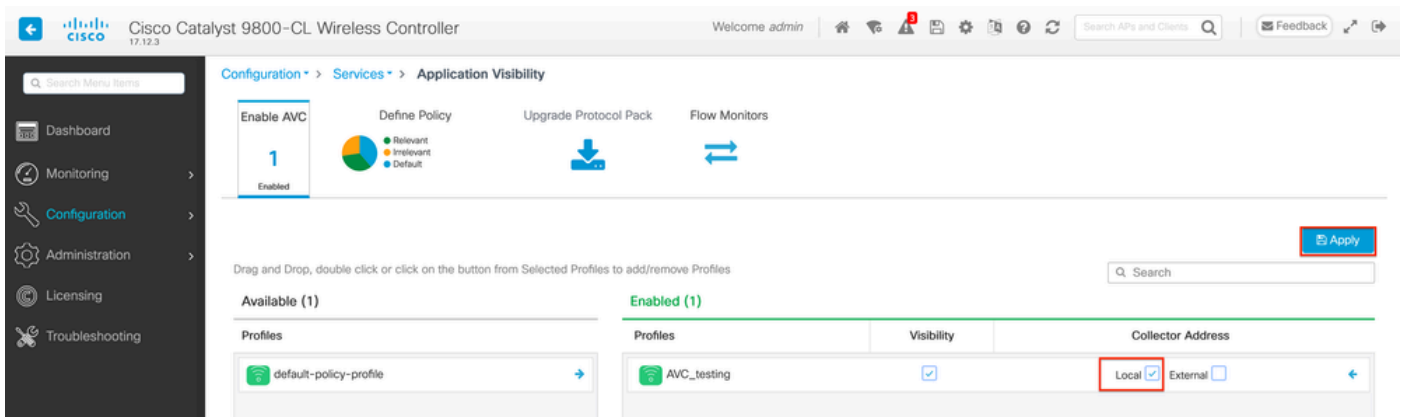 CISCO
Cisco Catalyst 9800-CL Wireless Controller
17.12.3
Welcome admin
3
Search APs and Clients
Feedback
Search Menu Items
Dashboard
Monitoring
Configuration
Administration
Licensing
Troubleshooting
Configuration > Services > Application Visibility
Enable AVC
1
Enabled
Define Policy
Relevant
Irrelevant
Default
Upgrade Protocol Pack
Flow Monitors
Apply
Drag and Drop, double click or click on the button from Selected Profiles to add/remove Profiles
Search
Available (1)
Enabled (1)
Profiles
Profiles
Visibility
Collector Address
default-policy-profile
AVC_testing
Local
External